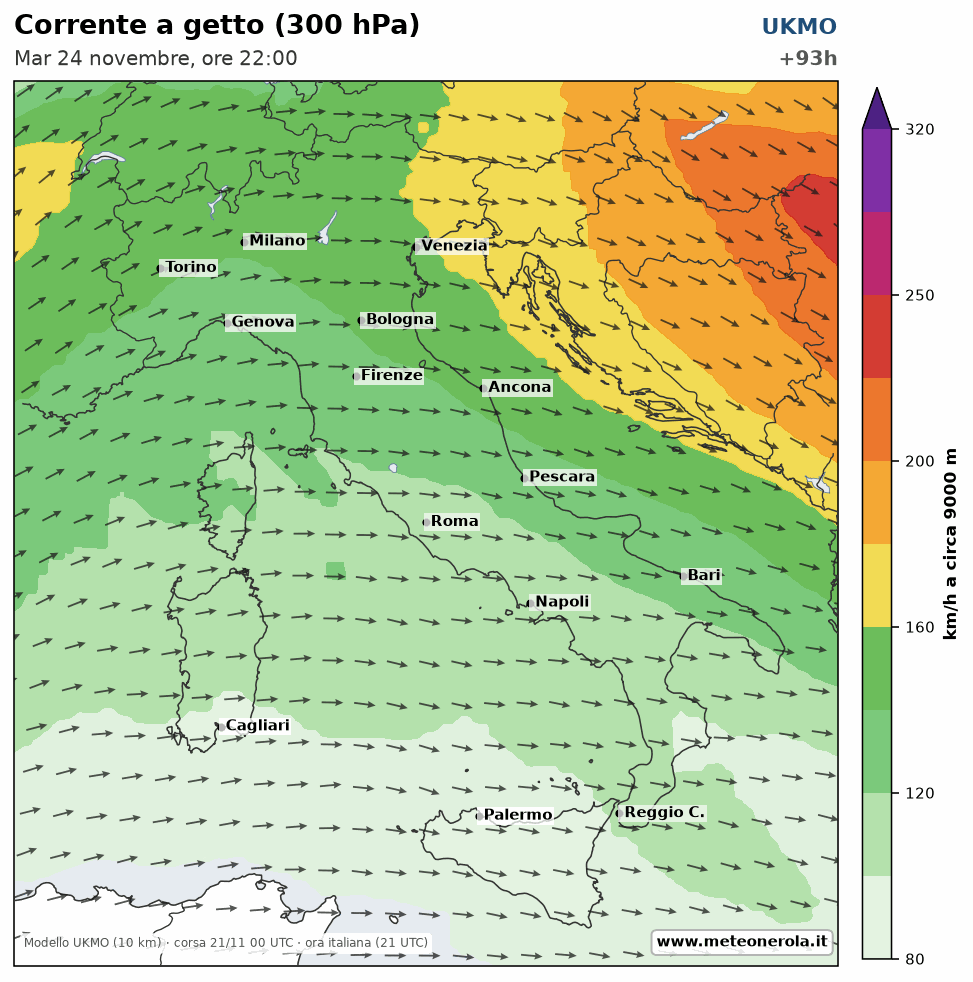 Corrente a getto (300 hPa)
UKMO
Mar 24 novembre, ore 22:00
+93h
320
Milano
Venezia
Torino
250
Genova
Bologna
Firenze
Ancona
200
Pescara
Roma
km/h a circa 9000 m
Bari
Napoli
160
Cagliari
120
Palermo
Reggio C.
Modello UKMO (10 km) · corsa 21/11 00 UTC · ora italiana (21 UTC)
www.meteonerola.it
80